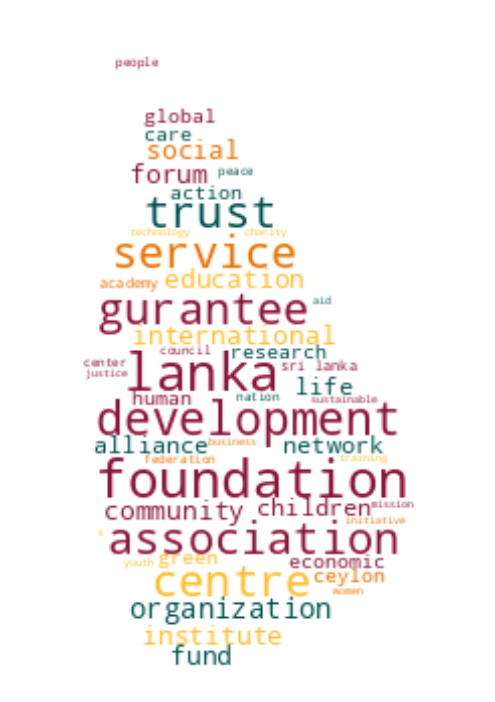 people
global
care
social
forum peace
action
trust
technology charity
service
academy education
gurantee aid
international
council research
center lanka sri lanka
justice life
human nation sustainable
development
alliance business network
federation training
foundation
community children mission
initiative
s association
youth green economic
centre ceylon
women
organization
institute
fund